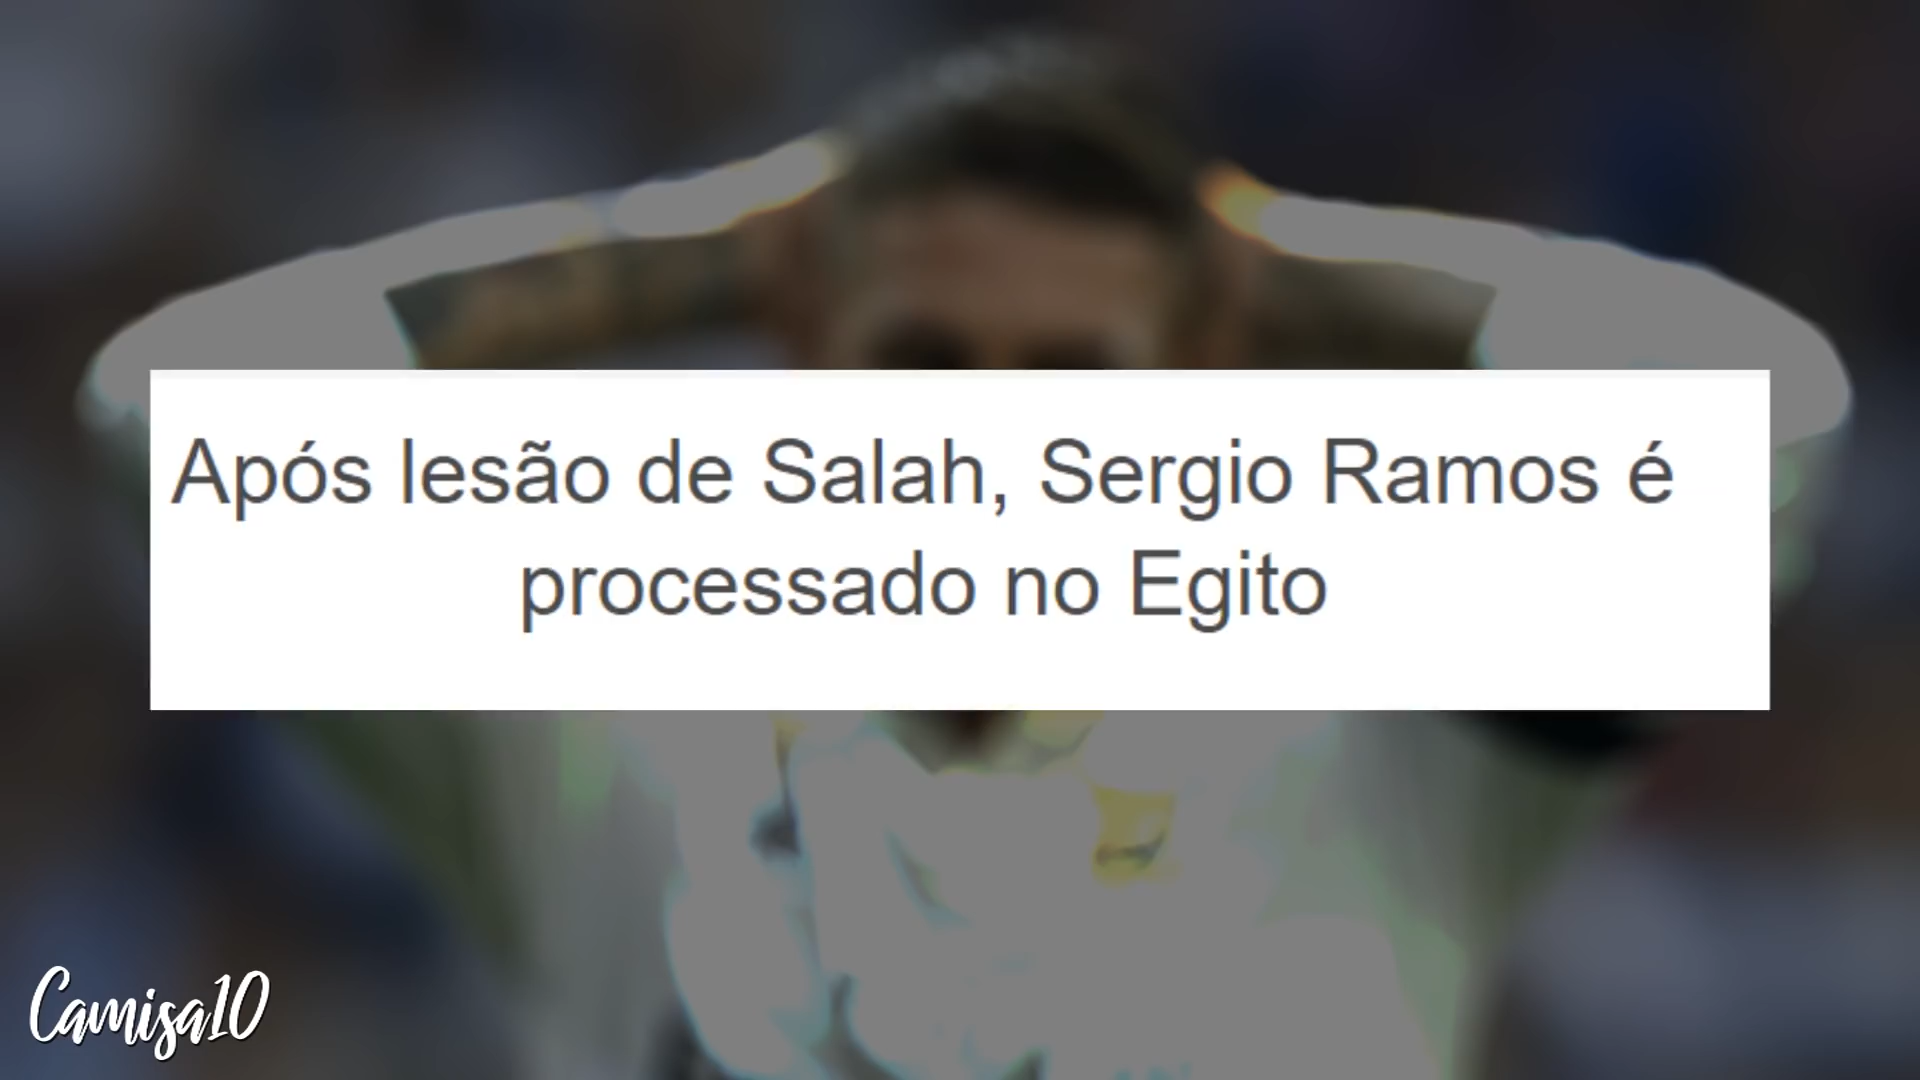 Após lesão de Salah, Sergio Ramos é
processado no Egito
Camisa10